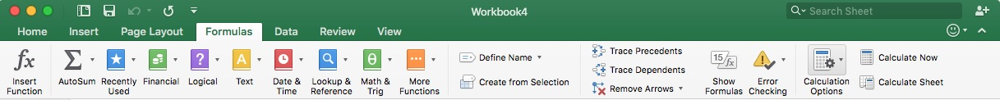 Workbook4
Search Sheet
Home Insert Page Layout Formulas Data Review View
fx
Insert
Function
Σ
AutoSum
Recently
Used
Financial
?
Logical
A
Text
Date &
Time
Lookup &
Reference
θ
Math &
Trig
More
Functions
Define Name
Create from Selection
Trace Precedents
Trace Dependents
Remove Arrows
15 fx
Show
Formulas
Error
Checking
Calculation
Options
Calculate Now
Calculate Sheet